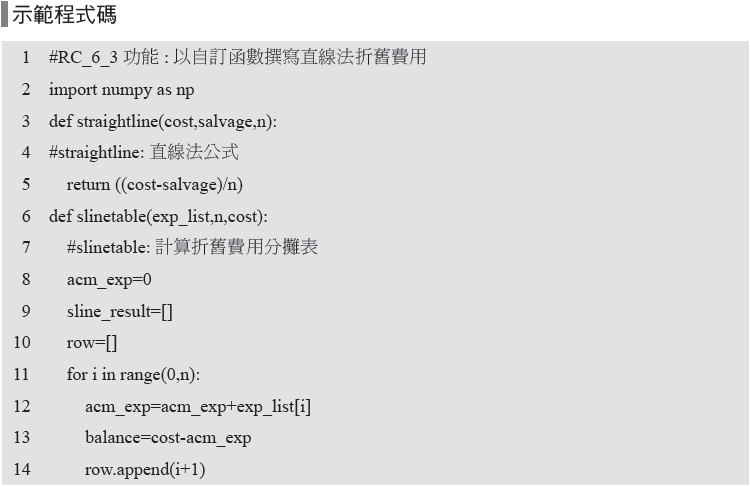 示範程式碼
1 #RC_6_3 功能 : 以自訂函數撰寫直線法折舊費用
2 import numpy as np
3 def straightline(cost,salvage,n):
4 #straightline: 直線法公式
5 return ((cost-salvage)/n)
6 def slinetable(exp_list,n,cost):
7 #slinetable: 計算折舊費用分攤表
8 acm_exp=0
9 sline_result=[]
10 row=[]
11 for i in range(0,n):
12 acm_exp=acm_exp+exp_list[i]
13 balance=cost-acm_exp
14 row.append(i+1)